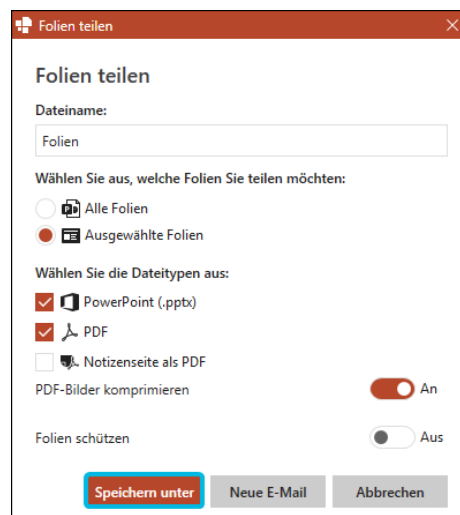 Folien teilen
Folien teilen
Dateiname:
Folien
Wählen Sie aus, welche Folien Sie teilen möchten:
Alle Folien
Ausgewählte Folien
Wählen Sie die Dateitypen aus:
PowerPoint (.pptx)
PDF
Notizenseite als PDF
PDF-Bilder komprimieren An
Folien schützen Aus
Speichern unter Neue E-Mail Abbrechen